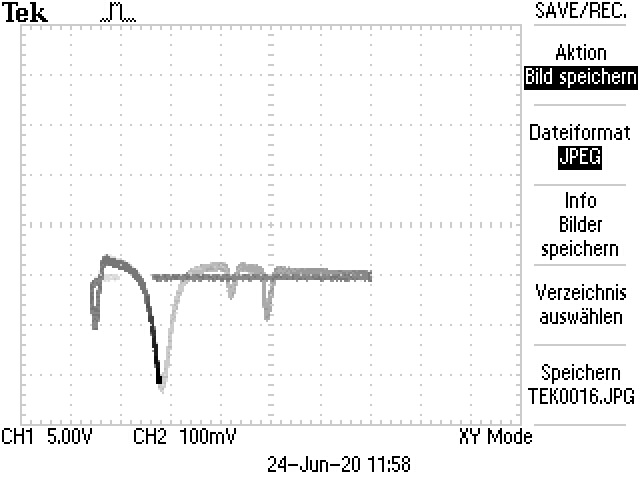 Tek
SAVE/REC.
Aktion
Bild speichern
Dateiformat
JPEG
Info
Bilder
speichern
Verzeichnis
auswählen
Speichern
TEK0016.JPG
CH1 5.00V CH2 100mV XY Mode
24-Jun-20 11:58